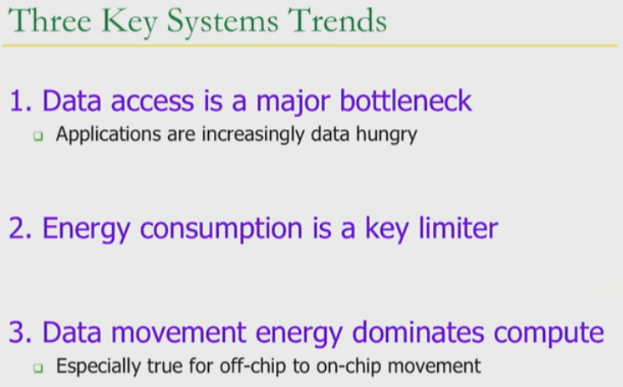 Three Key Systems Trends
1. Data access is a major bottleneck
Applications are increasingly data hungry
2. Energy consumption is a key limiter
3. Data movement energy dominates compute
Especially true for off-chip to on-chip movement